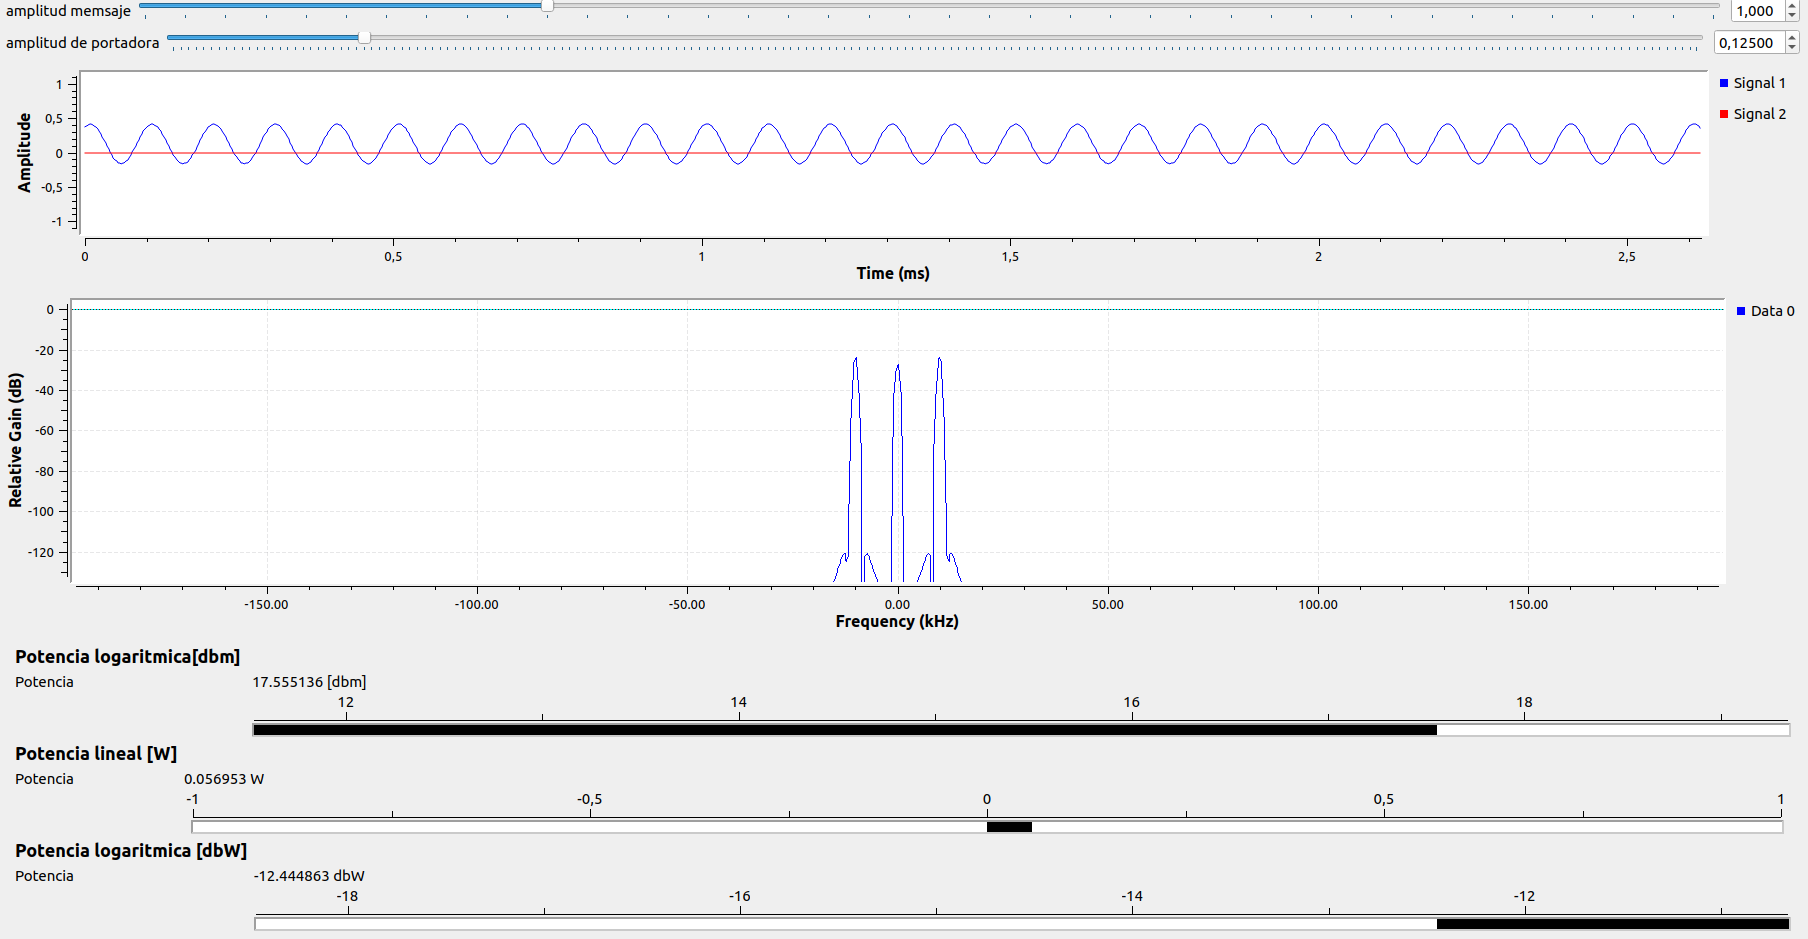 amplitud memsaje 1,000
amplitud de portadora 0,12500
Signal 1
Signal 2
1
0,5
0
-0,5
-1
Amplitude
0 0,5 1 1,5 2 2,5
Time (ms)
Data 0
0
-20
-40
-60
-80
-100
-120
Relative Gain (dB)
-150.00 -100.00 -50.00 0.00 50.00 100.00 150.00
Frequency (kHz)
Potencia logaritmica[dbm]
Potencia 17.555136 [dbm]
12 14 16 18
Potencia lineal [W]
Potencia 0.056953 W
-1 -0,5 0 0,5 1
Potencia logaritmica [dbW]
Potencia -12.444863 dbW
-18 -16 -14 -12